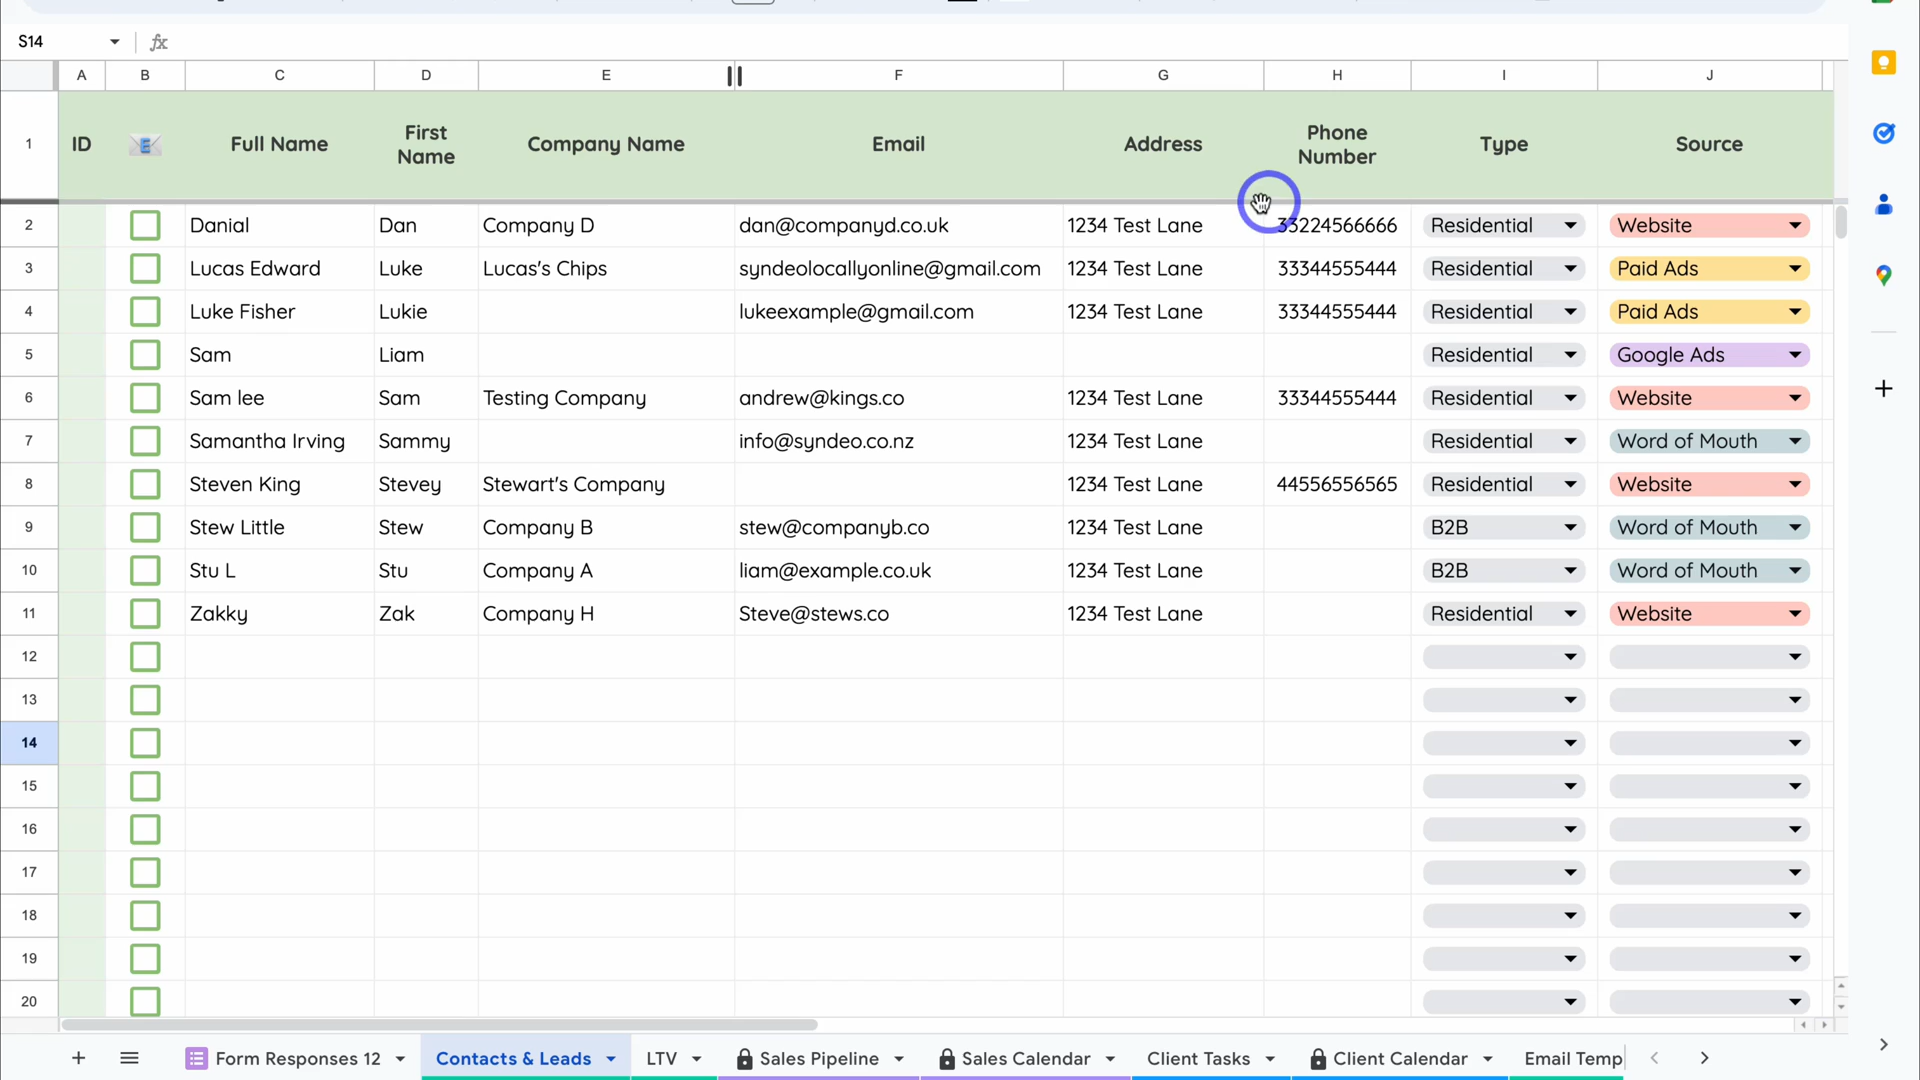 S14
fx
A B C D E F G H I J
1 ID E Full Name First Name Company Name Email Address Phone Number Type Source
2 Danial Dan Company D dan@companyd.co.uk 1234 Test Lane 33224566666 Residential Website
3 Lucas Edward Luke Lucas's Chips syndeolocallyonline@gmail.com 1234 Test Lane 33344555444 Residential Paid Ads
4 Luke Fisher Lukie lukeexample@gmail.com 1234 Test Lane 33344555444 Residential Paid Ads
5 Sam Liam Residential Google Ads
6 Sam lee Sam Testing Company andrew@kings.co 1234 Test Lane 33344555444 Residential Website
7 Samantha Irving Sammy info@syndeo.co.nz 1234 Test Lane Residential Word of Mouth
8 Steven King Stevey Stewart's Company 1234 Test Lane 44556556565 Residential Website
9 Stew Little Stew Company B stew@companyb.co 1234 Test Lane B2B Word of Mouth
10 Stu L Stu Company A liam@example.co.uk 1234 Test Lane B2B Word of Mouth
11 Zakky Zak Company H Steve@stews.co 1234 Test Lane Residential Website
12
13
14
15
16
17
18
19
20
Form Responses 12 Contacts & Leads LTV Sales Pipeline Sales Calendar Client Tasks Client Calendar Email Temp